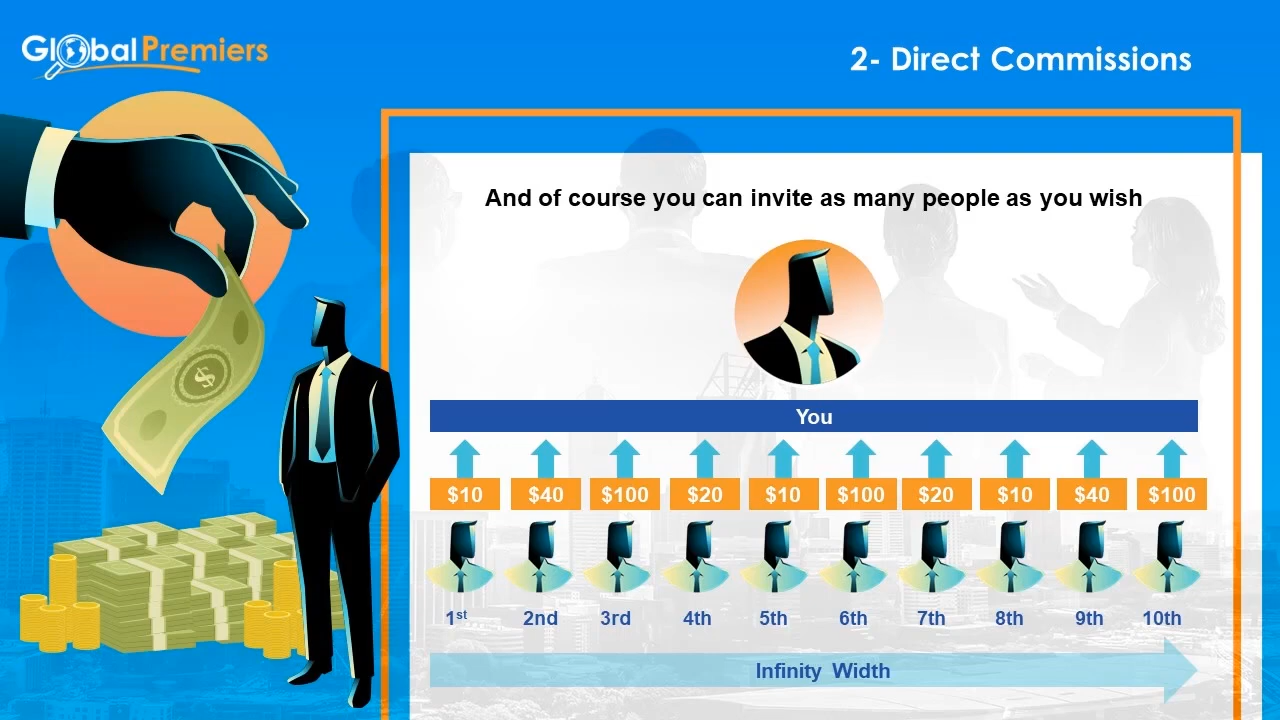 GlobalPremiers
2- Direct Commissions
And of course you can invite as many people as you wish
You
$10 $40 $100 $20 $10 $100 $20 $10 $40 $100
$
1st 2nd 3rd 4th 5th 6th 7th 8th 9th 10th
Infinity Width